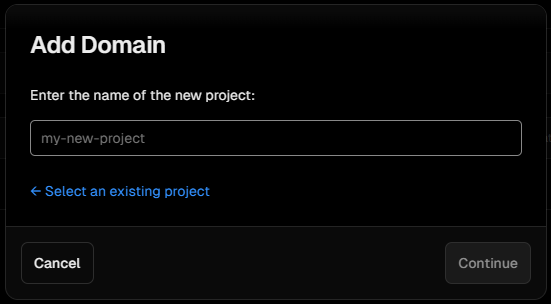 Add Domain
Enter the name of the new project:
my-new-project
← Select an existing project
Cancel
Continue